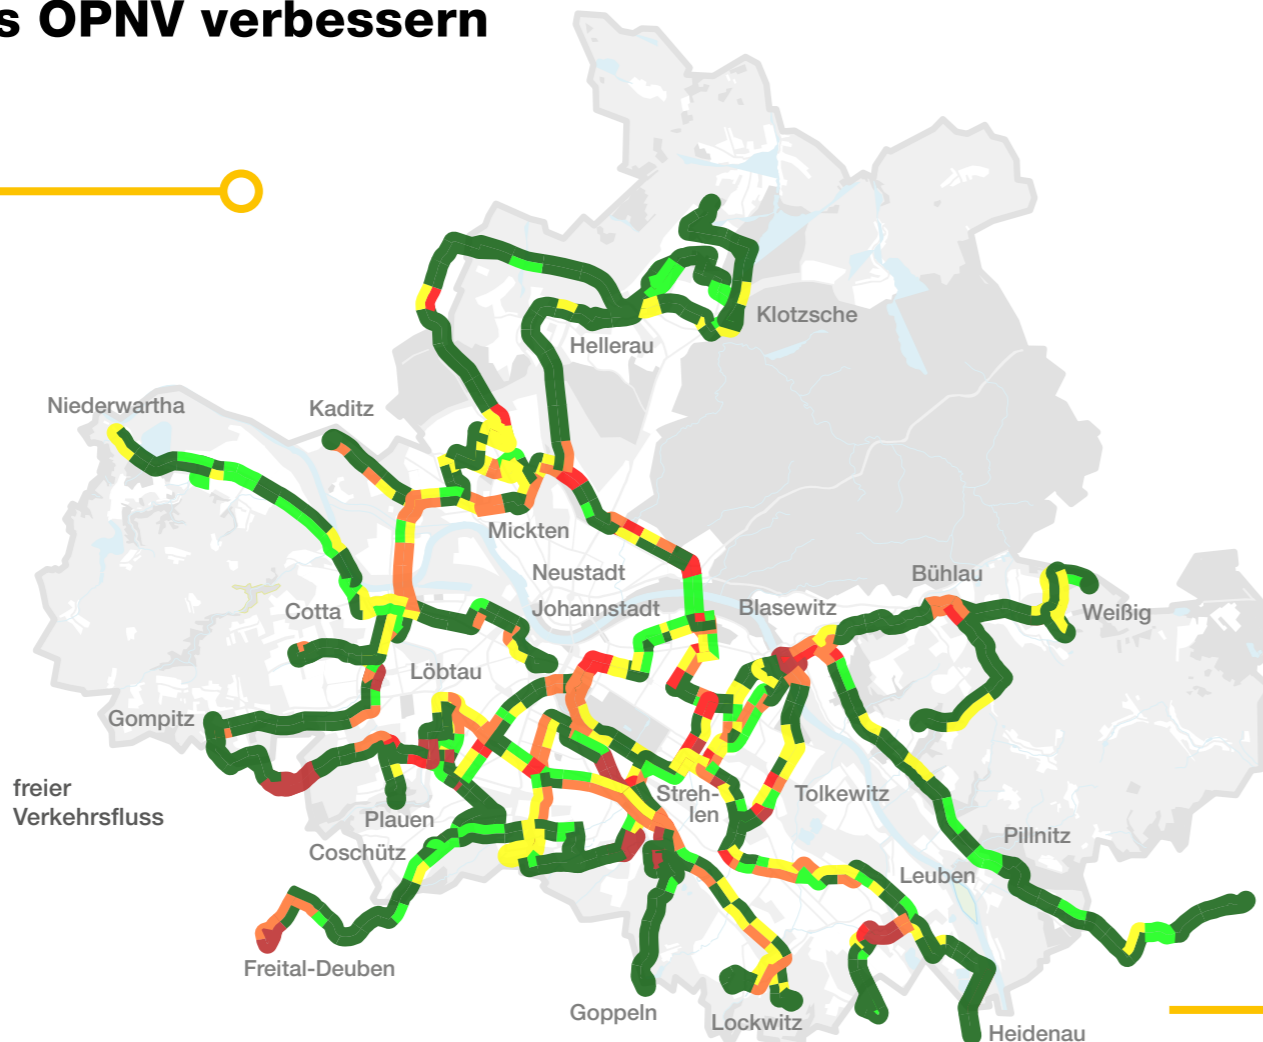 s OPNV verbessern
Klotzsche
Hellerau
Niederwartha
Kaditz
Mickten
Neustadt
Bühlau
Johannstadt
Blasewitz
Cotta
Weißig
Löbtau
Gompitz
freier
Verkehrsfluss
Streh-
len
Tolkewitz
Plauen
Pillnitz
Coschütz
Leuben
Freital-Deuben
Goppeln
Lockwitz
Heidenau